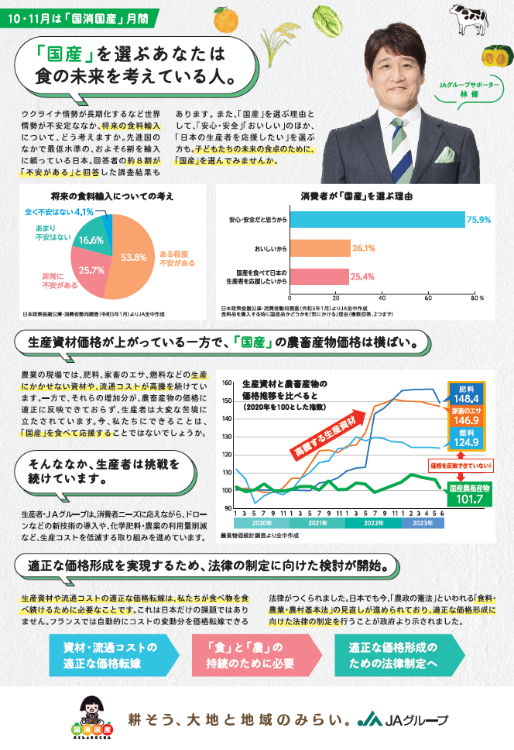 10・11月は「国消国産」月間
「国産」を選ぶあなたは
食の未来を考えている人。
JAグループサポーター
林 修
ウクライナ情勢が長期化するなど世界
情勢が不安定ななか、将来の食料輸入
について、どう考えますか。先進国の
なかで最低水準の、およそ6割を輸入
に頼っている日本。回答者の約8割が
「不安がある」と回答した調査結果も
あります。また、「国産」を選ぶ理由と
して、「安心・安全」「おいしい」のほか、
「日本の生産者を応援したい」を選ぶ
方も。子どもたちの未来の食卓のために、
「国産」を選んでみませんか。
将来の食料輸入についての考え
全く不安はない 4.1%
あまり
不安はない
16.6%
25.7%
非常に
不安がある
53.8%
ある程度
不安がある
日本政策金融公庫・消費者動向調査(令和5年1月)よりJA全中作成
消費者が「国産」を選ぶ理由
安心・安全だと思うから
75.9%
おいしいから
26.1%
国産を食べて日本の
生産者を応援したいから
25.4%
0 20 40 60 80%
日本政策金融公庫・消費者動向調査(令和5年1月)よりJA全中作成
食料品を購入する時に国産品かどうかを「気にかける」理由(複数回答、2つまで)
生産資材価格が上がっている一方で、「国産」の農畜産物価格は横ばい。
農業の現場では、肥料、家畜のエサ、燃料などの生産
にかかせない資材や、流通コストが高騰を続けてい
ます。一方で、それらの増加分が、農畜産物の価格に
適正に反映できておらず、生産者は大変な苦境に
立たされています。今、私たちにできることは、
「国産」を食べて応援することではないでしょうか。
そんななか、生産者は挑戦を
続けています。
生産者・JAグループは、消費者ニーズに応えながら、ドロー
ンなどの新技術の導入や、化学肥料・農薬の利用量削減
など、生産コストを低減する取り組みを進めています。
生産資材と農畜産物の
価格推移を比べると
(2020年を100とした指数)
160
150
140
130
120
110
100
90
高騰する生産資材
肥料
148.4
家畜のエサ
146.9
燃料
124.9
価格を反映できていない!
国産農畜産物
101.7
1 3 5 7 9 11 1 3 5 7 9 11 1 3 5 7 9 11 1 2 3 4 5 6
2020年 2021年 2022年 2023年
農業物価統計調査より全中作成
適正な価格形成を実現するため、法律の制定に向けた検討が開始。
生産資材や流通コストの適正な価格転嫁は、私たちが食べ物を食
べ続けるために必要なことです。これは日本だけの課題ではあり
ません。フランスでは自動的にコストの変動分を価格転嫁できる
法律がつくられました。日本でも今、「農政の憲法」といわれる「食料・
農業・農村基本法」の見直しが進められており、適正な価格形成に
向けた法律の制定を行うことが政府より示されました。
資材・流通コストの
適正な価格転嫁
「食」と「農」の
持続のために必要
適正な価格形成の
ための法律制定へ
国消国産
耕そう、大地と地域のみらい。 JAグループ